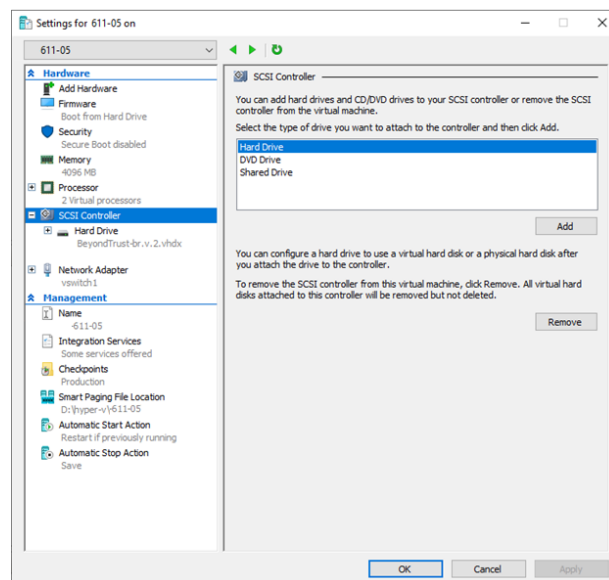 Settings for 611-05 on
611-05
Hardware
Add Hardware
Firmware
Boot from Hard Drive
Security
Secure Boot disabled
Memory
4096 MB
Processor
2 Virtual processors
SCSI Controller
Hard Drive
BeyondTrust-br.v.2.vhdx
Network Adapter
vswitch1
Management
Name
-611-05
Integration Services
Some services offered
Checkpoints
Production
Smart Paging File Location
D:\hyper-v\-611-05
Automatic Start Action
Restart if previously running
Automatic Stop Action
Save
SCSI Controller
You can add hard drives and CD/DVD drives to your SCSI controller or remove the SCSI
controller from the virtual machine.
Select the type of drive you want to attach to the controller and then click Add.
Hard Drive
DVD Drive
Shared Drive
Add
You can configure a hard drive to use a virtual hard disk or a physical hard disk after
you attach the drive to the controller.
To remove the SCSI controller from this virtual machine, click Remove. All virtual hard
disks attached to this controller will be removed but not deleted.
Remove
OK
Cancel
Apply